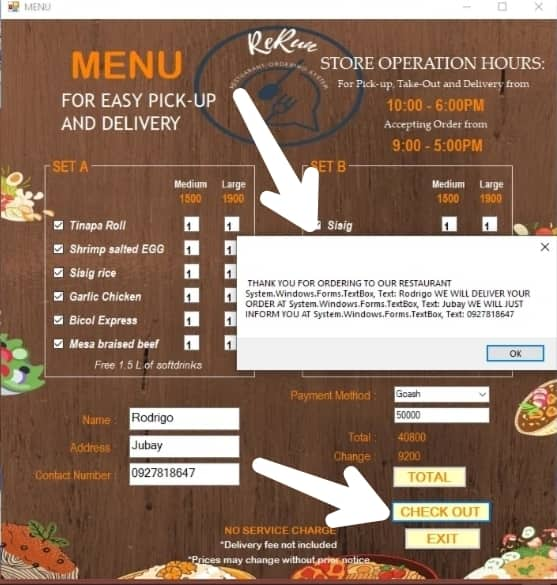 MENU
ReRun
RESTAURANT ORDERING SYSTEM
MENU
FOR EASY PICK-UP
AND DELIVERY
STORE OPERATION HOURS:
For Pick-up, Take-Out and Delivery from
10:00 - 6:00PM
Accepting Order from
9:00 - 5:00PM
SET A
Medium Large
1500 1900
Tinapa Roll 1 1
Shrimp salted EGG 1 1
Sisig rice 1 1
Garlic Chicken 1 1
Bicol Express 1 1
Mesa braised beef 1 1
Free 1.5 L of softdrinks
SET B
Medium Large
1500 1900
Sisig 1 1
THANK YOU FOR ORDERING TO OUR RESTAURANT
System.Windows.Forms.TextBox, Text: Rodrigo WE WILL DELIVER YOUR
ORDER AT System.Windows.Forms.TextBox, Text: Jubay WE WILL JUST
INFORM YOU AT System.Windows.Forms.TextBox, Text: 0927818647
OK
Name : Rodrigo
Address : Jubay
Contact Number : 0927818647
Payment Method : Gcash
50000
Total : 40800
Change : 9200
TOTAL
CHECK OUT
EXIT
NO SERVICE CHARGE
*Delivery fee not included
*Prices may change without prior notice